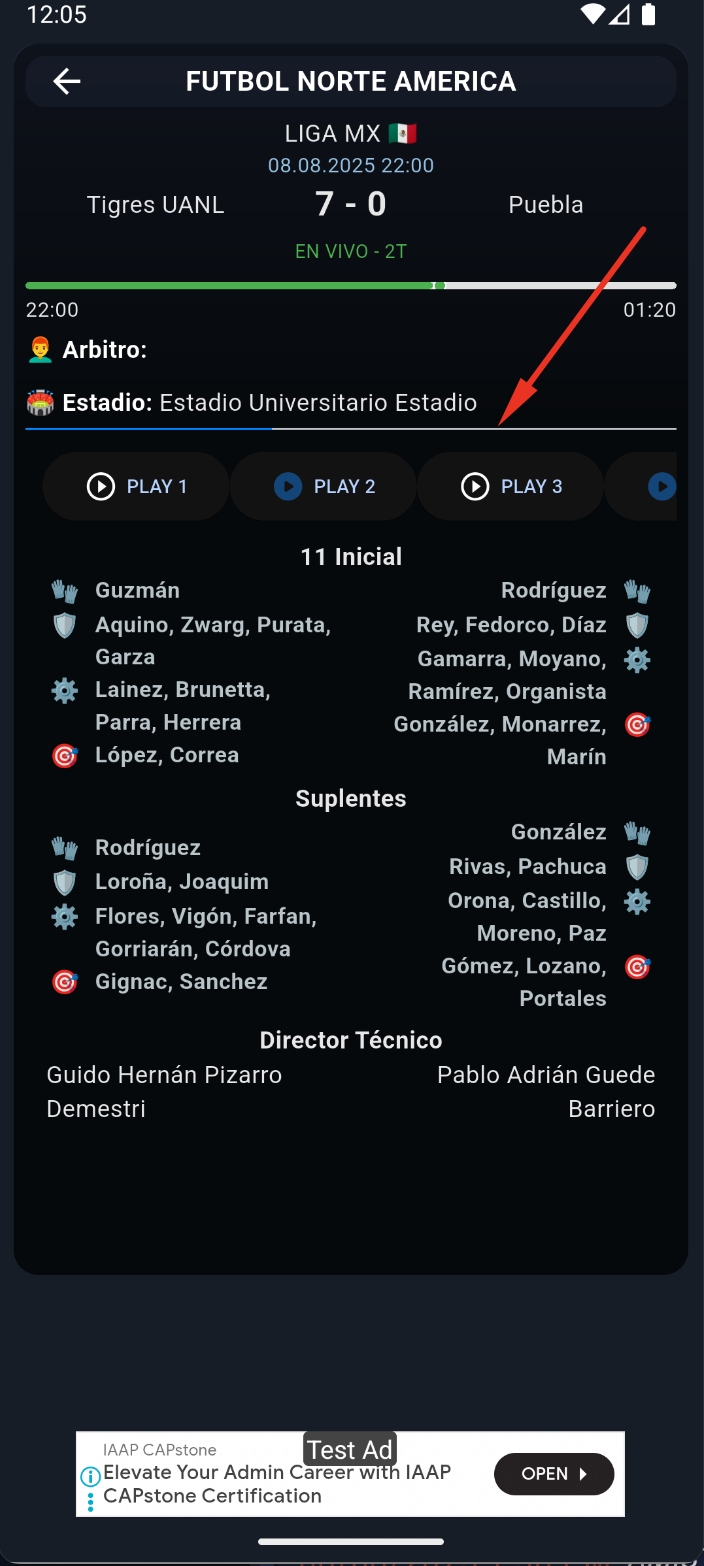 12:05
FUTBOL NORTE AMERICA
LIGA MX 🇲🇽
08.08.2025 22:00
Tigres UANL 7 - 0 Puebla
EN VIVO - 2T
22:00 01:20
Arbitro:
Estadio: Estadio Universitario Estadio
PLAY 1 PLAY 2 PLAY 3
11 Inicial
Guzmán Rodríguez
Aquino, Zwarg, Purata, Rey, Fedorco, Díaz
Garza Gamarra, Moyano,
Lainez, Brunetta, Ramírez, Organista
Parra, Herrera González, Monarrez,
López, Correa Marín
Suplentes
Rodríguez González
Loroña, Joaquim Rivas, Pachuca
Flores, Vigón, Farfan, Orona, Castillo,
Gorriarán, Córdova Moreno, Paz
Gignac, Sanchez Gómez, Lozano,
Portales
Director Técnico
Guido Hernán Pizarro Pablo Adrián Guede
Demestri Barriero
IAAP CAPstone
Test Ad
Elevate Your Admin Career with IAAP
CAPstone Certification
OPEN